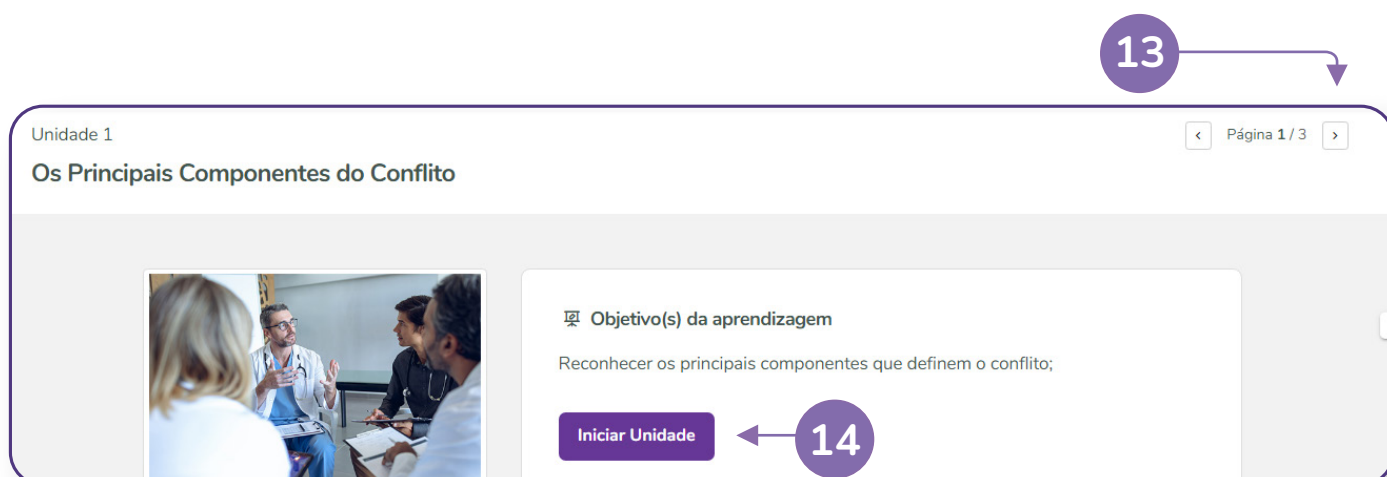 13
Unidade 1
< Página 1 / 3 >
Os Principais Componentes do Conflito
Objetivo(s) da aprendizagem
Reconhecer os principais componentes que definem o conflito;
Iniciar Unidade
14